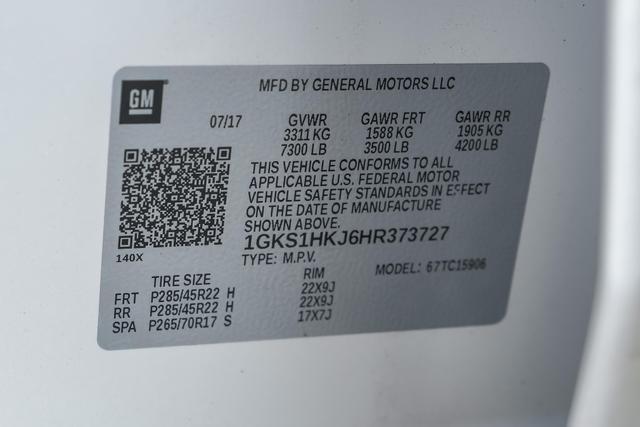 GM
MFD BY GENERAL MOTORS LLC
07/17 GVWR GAWR FRT GAWR RR
3311 KG 1588 KG 1905 KG
7300 LB 3500 LB 4200 LB
THIS VEHICLE CONFORMS TO ALL
APPLICABLE U.S. FEDERAL MOTOR
VEHICLE SAFETY STANDARDS IN EFFECT
ON THE DATE OF MANUFACTURE
SHOWN ABOVE.
1GKS1HKJ6HR373727
140X
TYPE: M.P.V.
MODEL: 67TC15906
TIRE SIZE RIM
FRT P285/45R22 H 22X9J
RR P285/45R22 H 22X9J
SPA P265/70R17 S 17X7J